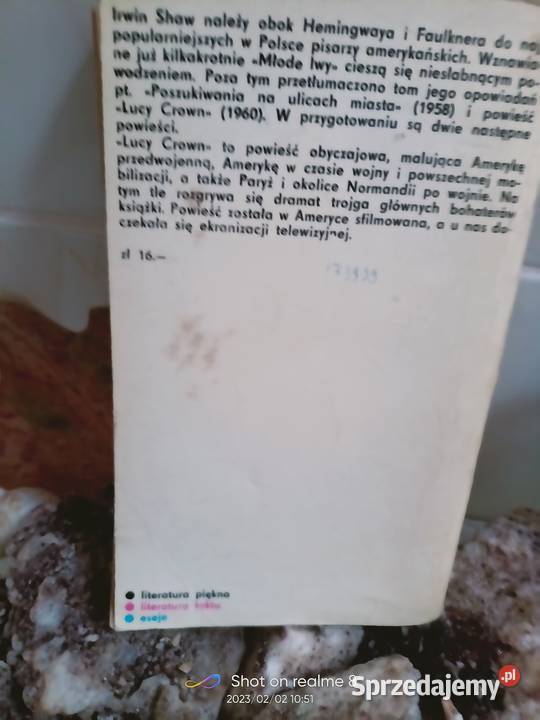 Irwin Shaw należy obok Hemingwaya i Faulknera do naj
popularniejszych w Polsce pisarzy amerykańskich. Wznawia
ne już kilkakrotnie «Młode lwy» cieszą się niesłabnącym po
wodzeniem. Poza tym przetłumaczono tom jego opowiadań
pt. «Poszukiwania na ulicach miasta» (1958) i powieść
«Lucy Crown» (1960). W przygotowaniu są dwie następne
powieści.
«Lucy Crown» to powieść obyczajowa, malująca Amerykę
przedwojenną, Amerykę w czasie wojny i powszechnej mo-
bilizacji, a także Paryż i okolice Normandii po wojnie. Na
tym tle rozgrywa się dramat trojga głównych bohaterów
książki. Powieść została w Ameryce sfilmowana, a u nas do-
czekała się ekranizacji telewizyjnej.
zł 16.—
literatura piękna
literatura faktu
eseje
Shot on realme 8
2023/02/02 10:51
Sprzedajemy.pl